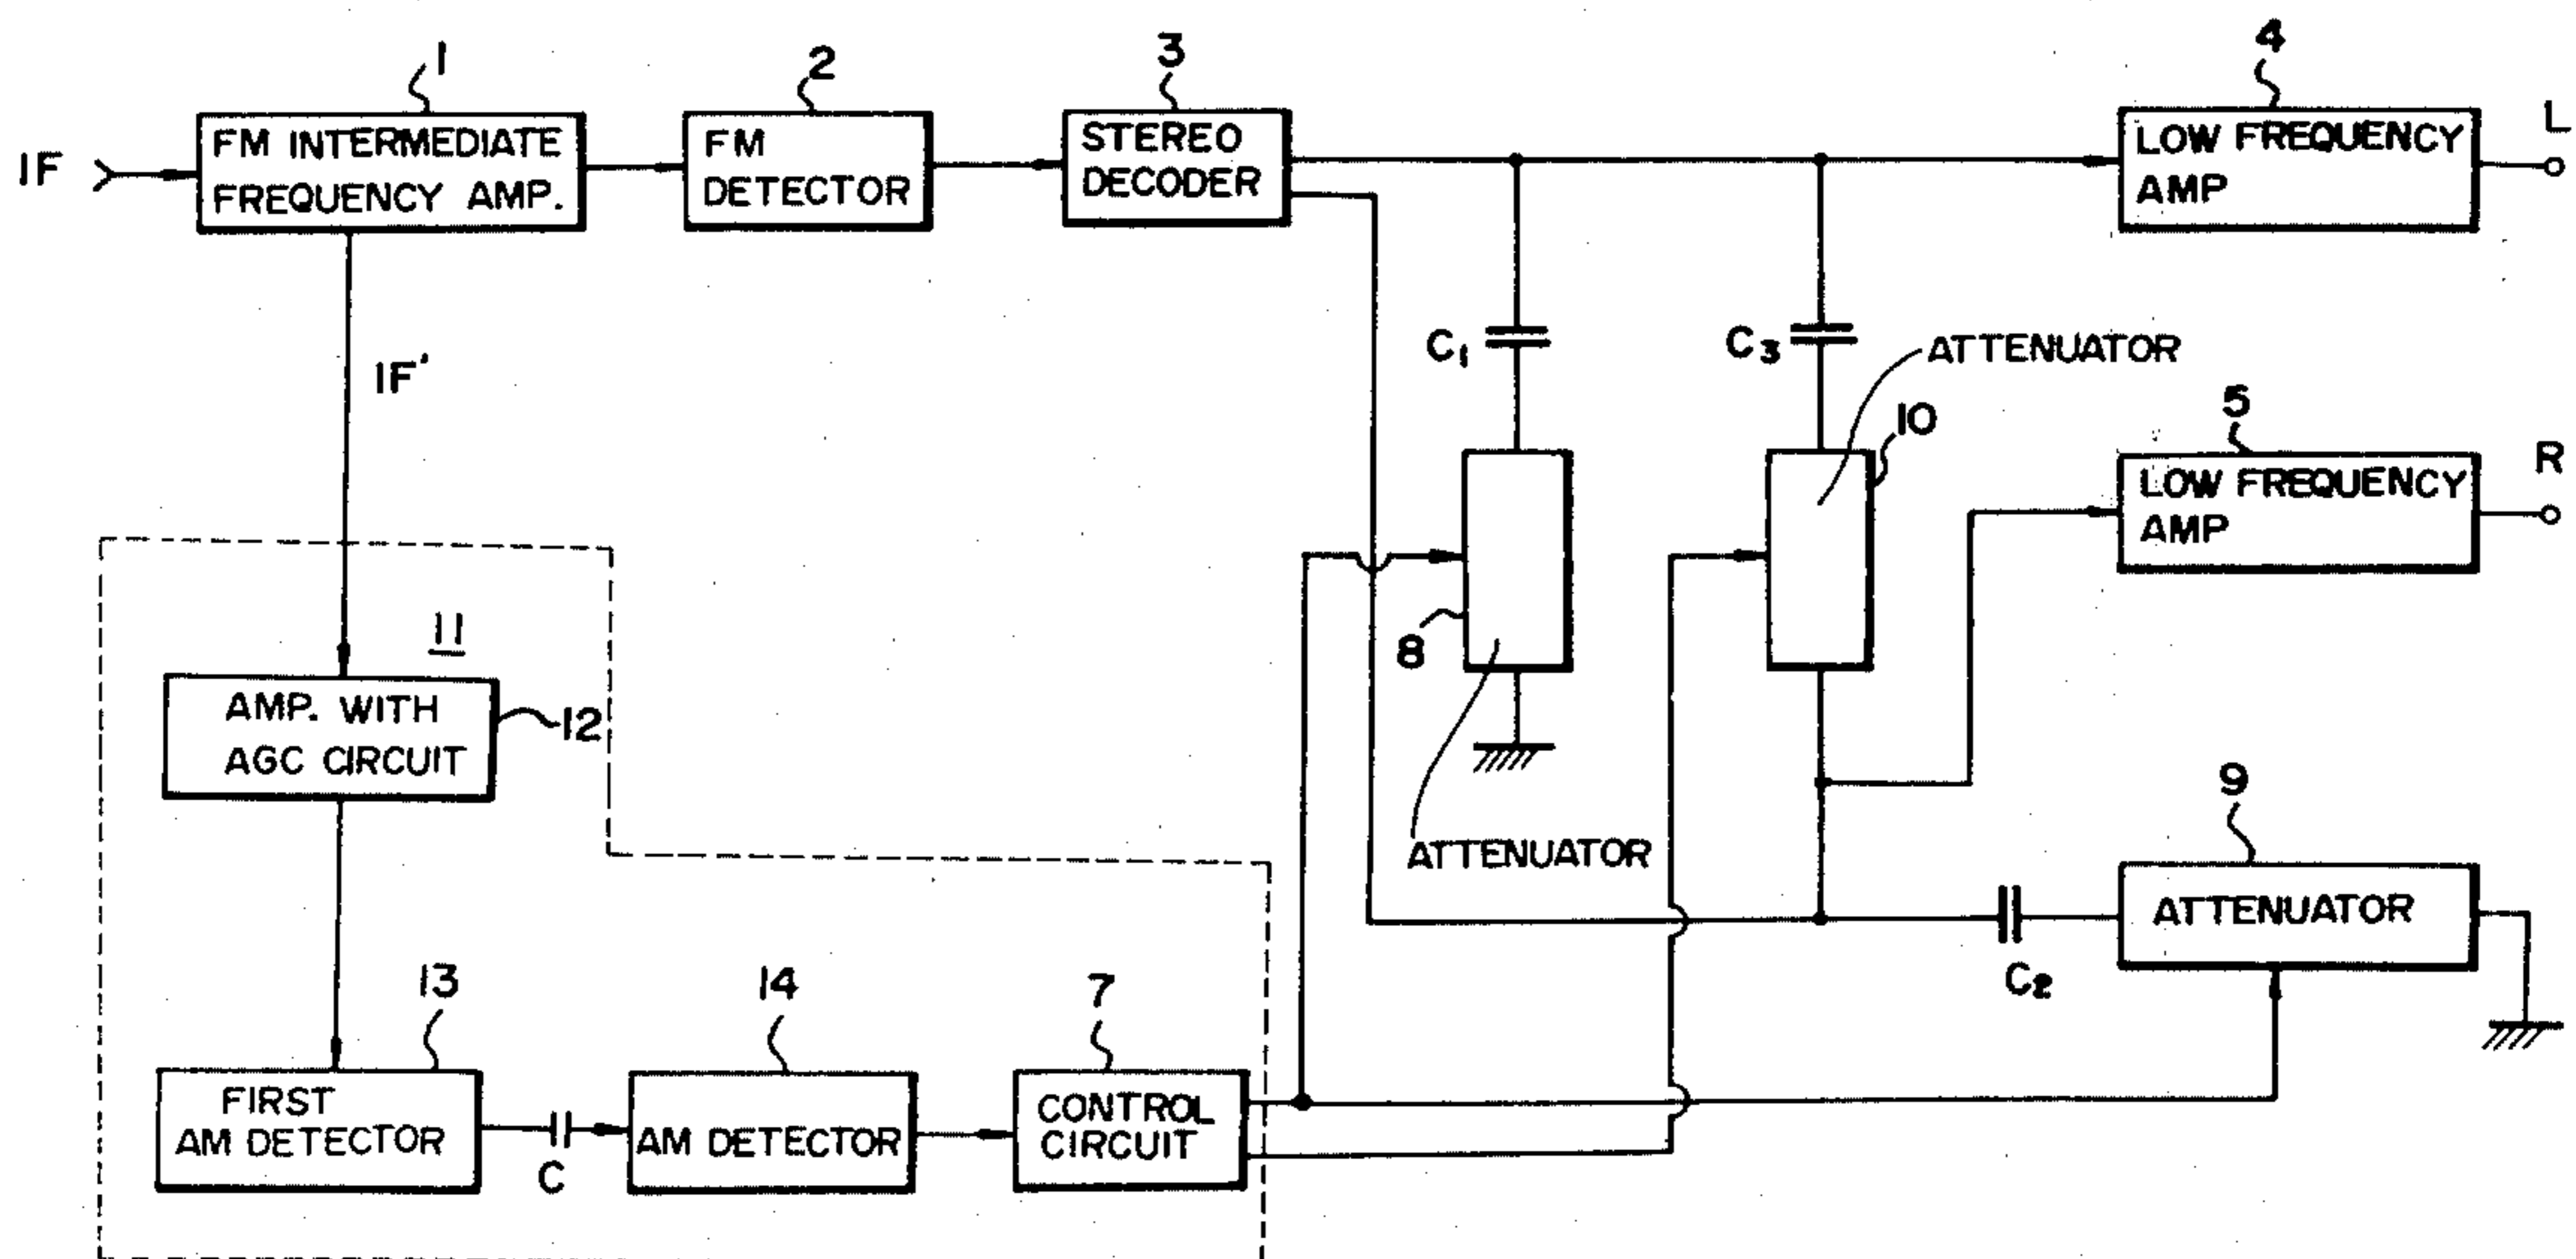 1
2
3
4
IF
FM INTERMEDIATE
FREQUENCY AMP.
FM
DETECTOR
STEREO
DECODER
LOW FREQUENCY
AMP
L
IF'
C1
C3
ATTENUATOR
10
5
LOW FREQUENCY
AMP
R
8
ATTENUATOR
11
AMP. WITH
AGC CIRCUIT
12
9
ATTENUATOR
C2
13
14
7
FIRST
AM DETECTOR
C
AM DETECTOR
CONTROL
CIRCUIT